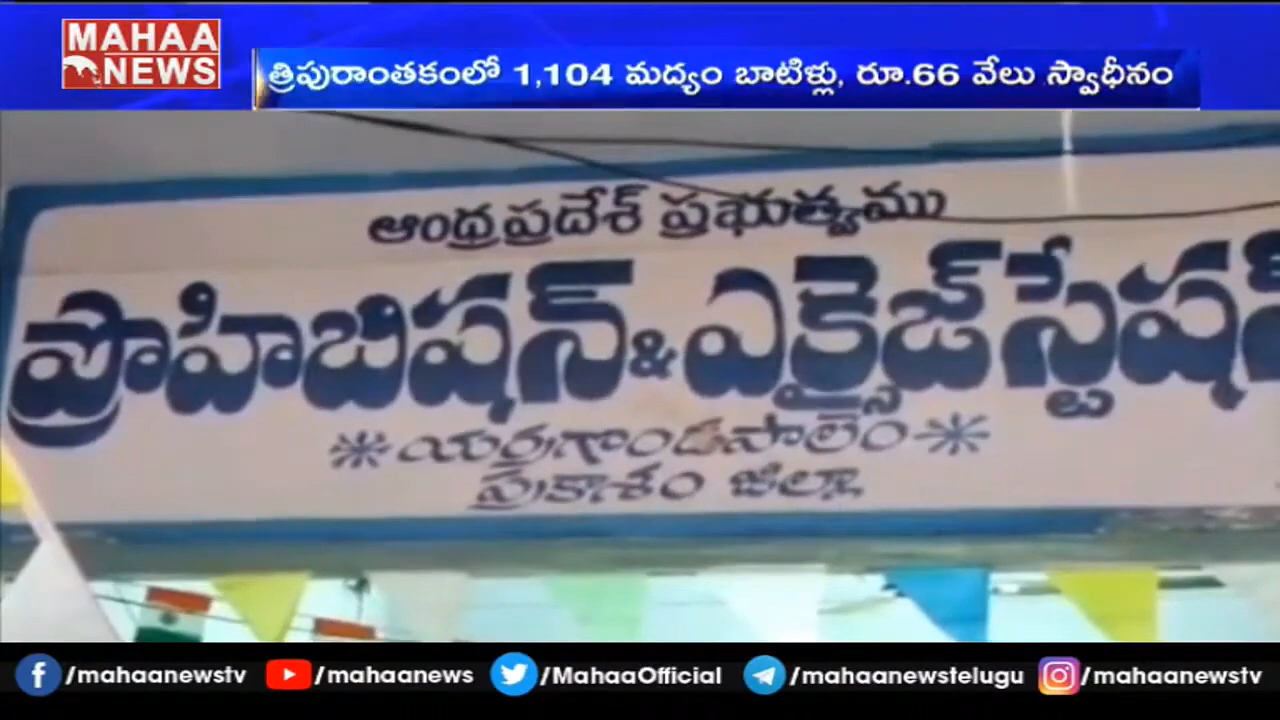 MAHAA
NEWS
త్రిపురాంతకంలో 1,104 మద్యం బాటిళ్లు, రూ.66 వేలు స్వాధీనం
ఆంధ్రప్రదేశ్ ప్రభుత్వము
ప్రొహిబిషన్ & ఎక్సైజ్ స్టేషన్
యర్రగొండపాలెం
ప్రకాశం జిల్లా
/mahaanewstv /mahaanews /MahaaOfficial /mahaanewstelugu /mahaanewstv